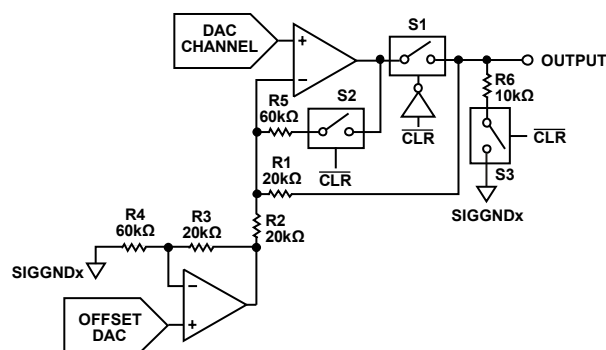 DAC
CHANNEL
+
−
S1
OUTPUT
R6
10kΩ
R5
60kΩ
S2
CLR
CLR
CLR
S3
R1
20kΩ
SIGGNDx
R2
20kΩ
R4
60kΩ
R3
20kΩ
SIGGNDx
−
+
OFFSET
DAC